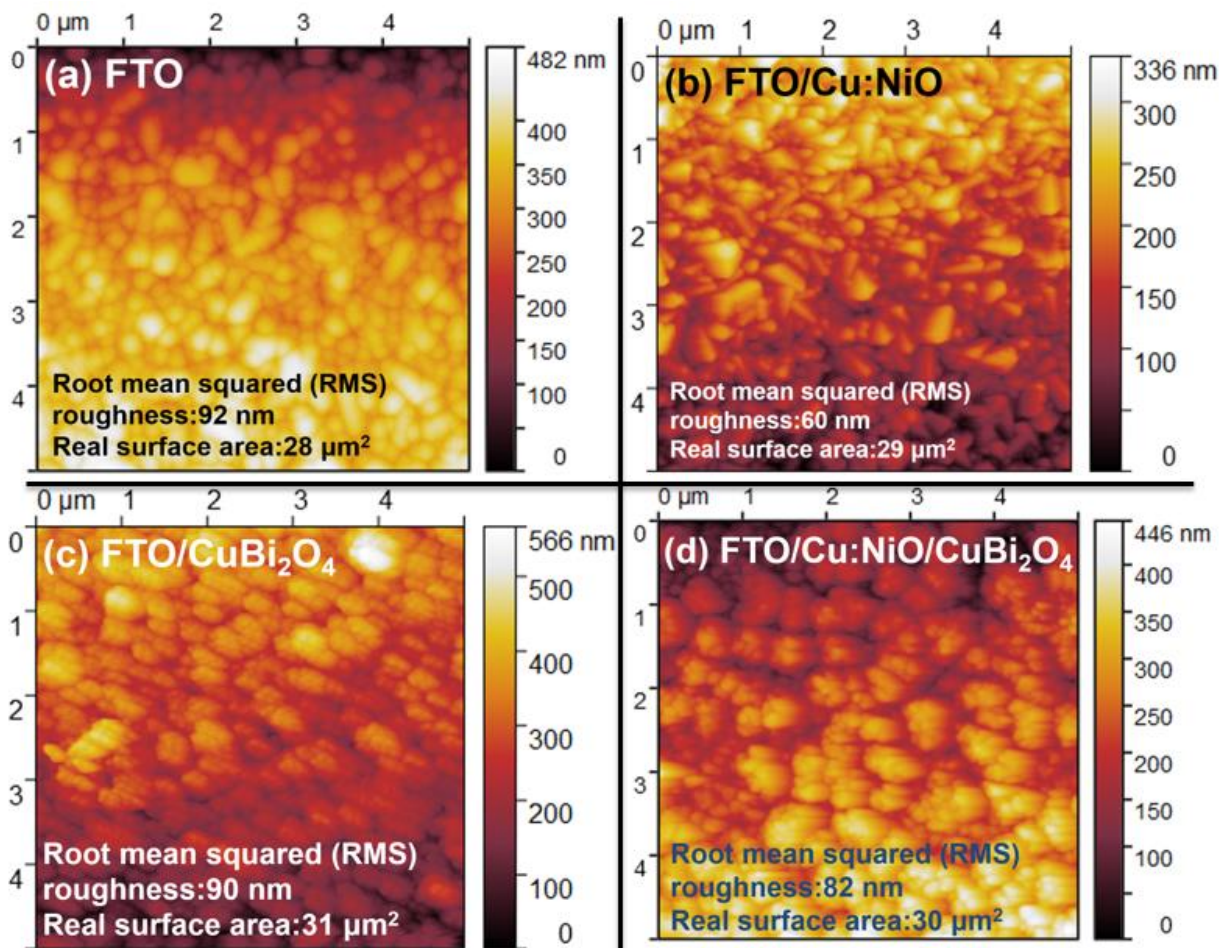 0 µm 1 2 3 4
0
1
2
3
4
(a) FTO
Root mean squared (RMS)
roughness:92 nm
Real surface area:28 µm²
482 nm
400
350
300
250
200
150
100
0
0 µm 1 2 3 4
0
1
2
3
4
(b) FTO/Cu:NiO
Root mean squared (RMS)
roughness:60 nm
Real surface area:29 µm²
336 nm
300
250
200
150
100
0
0 µm 1 2 3 4
0
1
2
3
4
(c) FTO/CuBi₂O₄
Root mean squared (RMS)
roughness:90 nm
Real surface area:31 µm²
566 nm
500
400
300
200
100
0
0 µm 1 2 3 4
0
1
2
3
4
(d) FTO/Cu:NiO/CuBi₂O₄
Root mean squared (RMS)
roughness:82 nm
Real surface area:30 µm²
446 nm
400
350
300
250
200
150
100
0